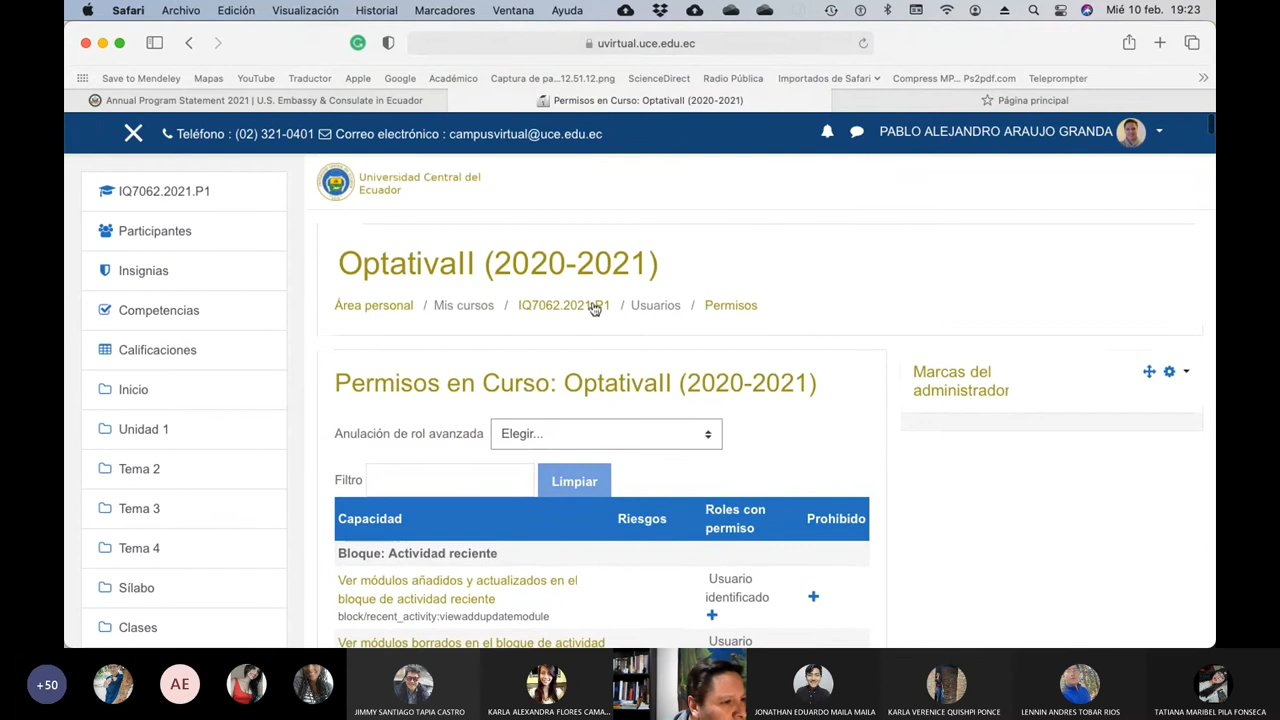 Safari Archivo Edición Visualización Historial Marcadores Ventana Ayuda Mié 10 feb. 19:23
uvirtual.uce.edu.ec
Save to Mendeley Mapas YouTube Traductor Apple Google Académico Captura de pa...12.51.12.png ScienceDirect Radio Pública Importados de Safari Compress MP... Ps2pdf.com Teleprompter
Annual Program Statement 2021 | U.S. Embassy & Consulate in Ecuador Permisos en Curso: OptativaII (2020-2021) Página principal
Teléfono : (02) 321-0401 Correo electrónico : campusvirtual@uce.edu.ec PABLO ALEJANDRO ARAUJO GRANDA
IQ7062.2021.P1
Participantes
Insignias
Competencias
Calificaciones
Inicio
Unidad 1
Tema 2
Tema 3
Tema 4
Sílabo
Clases
Universidad Central del
Ecuador
OptativaII (2020-2021)
Área personal / Mis cursos / IQ7062.2021.P1 / Usuarios / Permisos
Permisos en Curso: OptativaII (2020-2021)
Anulación de rol avanzada Elegir...
Filtro Limpiar
Capacidad Riesgos Roles con permiso Prohibido
Bloque: Actividad reciente
Ver módulos añadidos y actualizados en el
bloque de actividad reciente
block/recent_activity:viewaddupdatemodule
Usuario
identificado
Ver módulos borrados en el bloque de actividad
Usuario
Marcas del
administrador
+50 AE JIMMY SANTIAGO TAPIA CASTRO KARLA ALEXANDRA FLORES CAMA... JONATHAN EDUARDO MAILA MAILA KARLA VERENICE QUISHPI PONCE LENNIN ANDRES TOBAR RIOS TATIANA MARIBEL PILA FONSECA